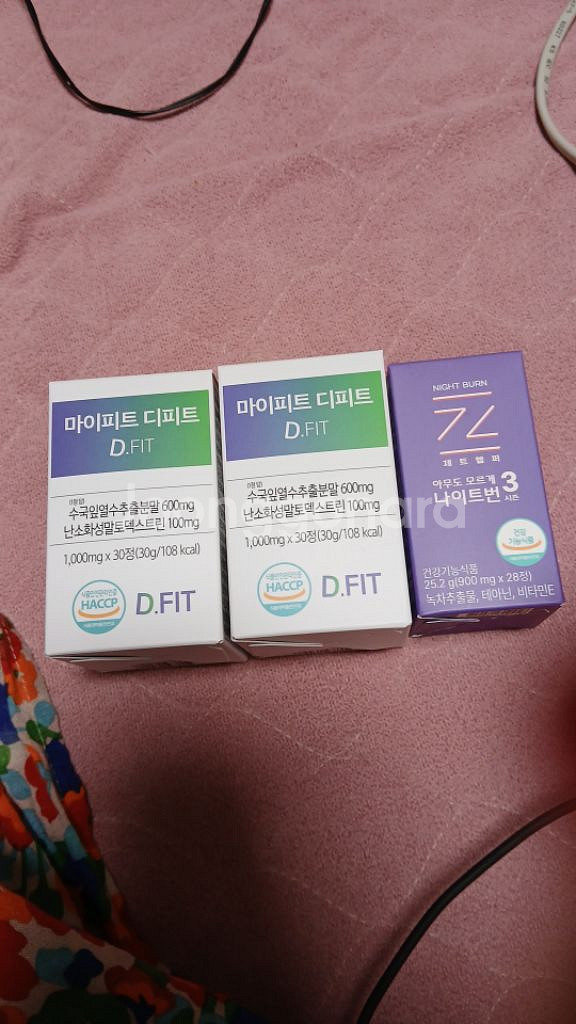 마이피트 디피트
D.FIT
(1정당)
수국잎열수추출분말 600mg
난소화성말토덱스트린 100mg
1,000mg x 30정(30g/108 kcal)
HACCP
D.FIT
마이피트 디피트
D.FIT
(1정당)
수국잎열수추출분말 600mg
난소화성말토덱스트린 100mg
1,000mg x 30정(30g/108 kcal)
HACCP
D.FIT
NIGHT BURN
제트헬퍼
아무도 모르게
나이트번 3
시즌
건강
기능식품
건강기능식품
25.2 g(900 mg x 28정)
녹차추출물, 테아닌, 비타민E